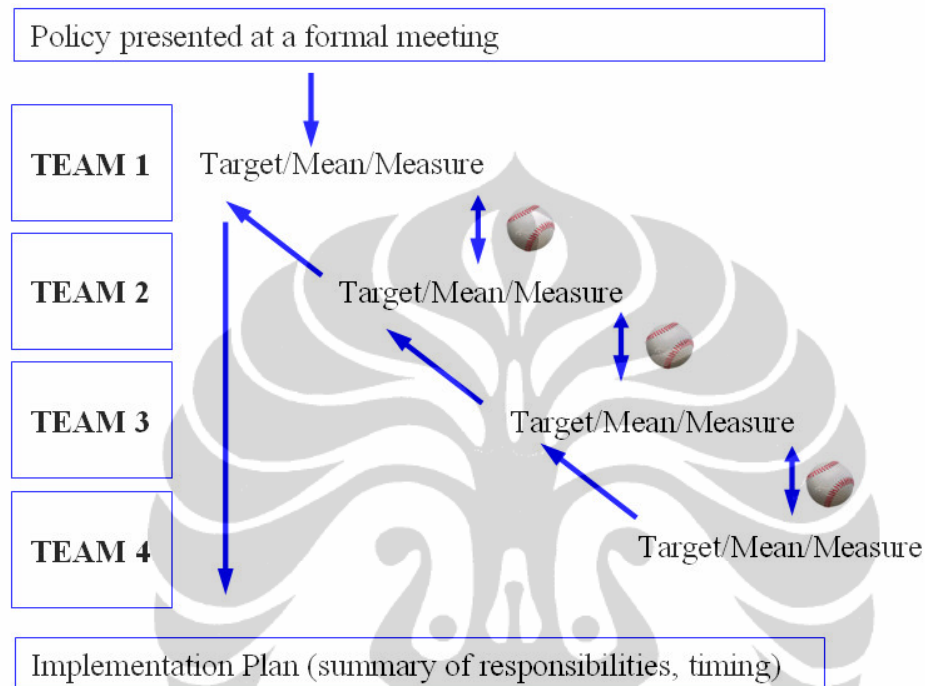 Policy presented at a formal meeting
TEAM 1
Target/Mean/Measure
TEAM 2
Target/Mean/Measure
TEAM 3
Target/Mean/Measure
TEAM 4
Target/Mean/Measure
Implementation Plan (summary of responsibilities, timing)